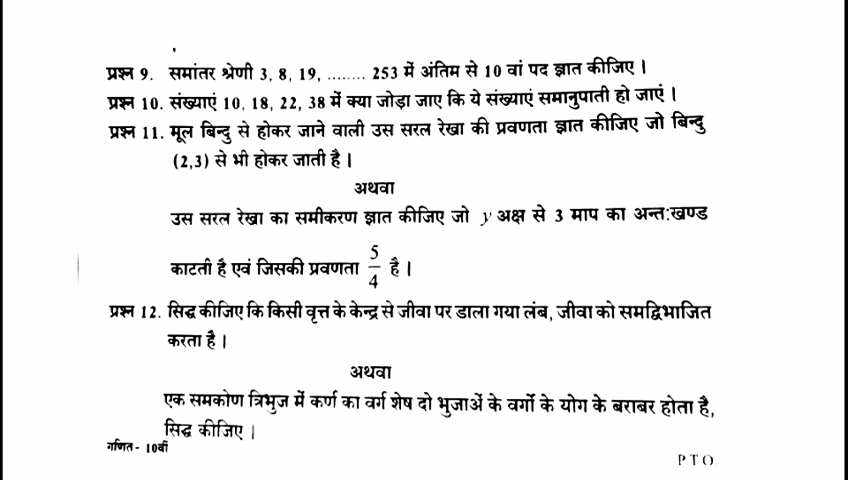 प्रश्न 9. समांतर श्रेणी 3, 8, 19, ........ 253 में अंतिम से 10 वां पद ज्ञात कीजिए ।
प्रश्न 10. संख्याएं 10, 18, 22, 38 में क्या जोड़ा जाए कि ये संख्याएं समानुपाती हो जाएं ।
प्रश्न 11. मूल बिन्दु से होकर जाने वाली उस सरल रेखा की प्रवणता ज्ञात कीजिए जो बिन्दु
(2,3) से भी होकर जाती है ।
अथवा
उस सरल रेखा का समीकरण ज्ञात कीजिए जो y अक्ष से 3 माप का अन्त:खण्ड
काटती है एवं जिसकी प्रवणता 5/4 है ।
प्रश्न 12. सिद्ध कीजिए कि किसी वृत्त के केन्द्र से जीवा पर डाला गया लंब, जीवा को समद्विभाजित
करता है ।
अथवा
एक समकोण त्रिभुज में कर्ण का वर्ग शेष दो भुजाओं के वर्गों के योग के बराबर होता है,
सिद्ध कीजिए ।
गणित - 10वीं
P T O